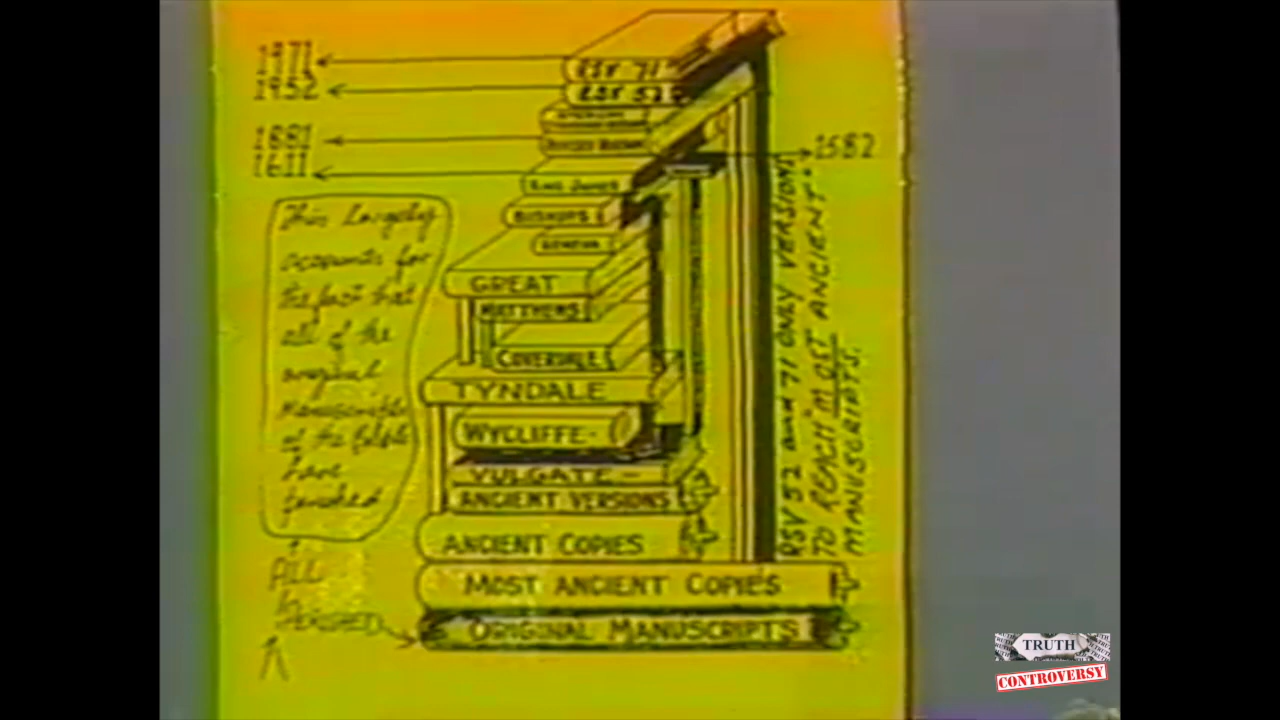 1971
1952
1881
1611
RSV 71
RSV 52
KING JAMES
BISHOPS
GENEVA
GREAT
MATTHEWS
COVERDALE
TYNDALE
WYCLIFFE-
VULGATE-
ANCIENT VERSIONS
ANCIENT COPIES
MOST ANCIENT COPIES
ORIGINAL MANUSCRIPTS
1582
RSV 52 and 71 ONLY VERSIONS
TO REACH "MOST ANCIENT"
MANUSCRIPTS.
This largely
accounts for
the fact that
all of the
original
Manuscripts
of the
have
perished
ALL
PERISHED
TRUTH
CONTROVERSY